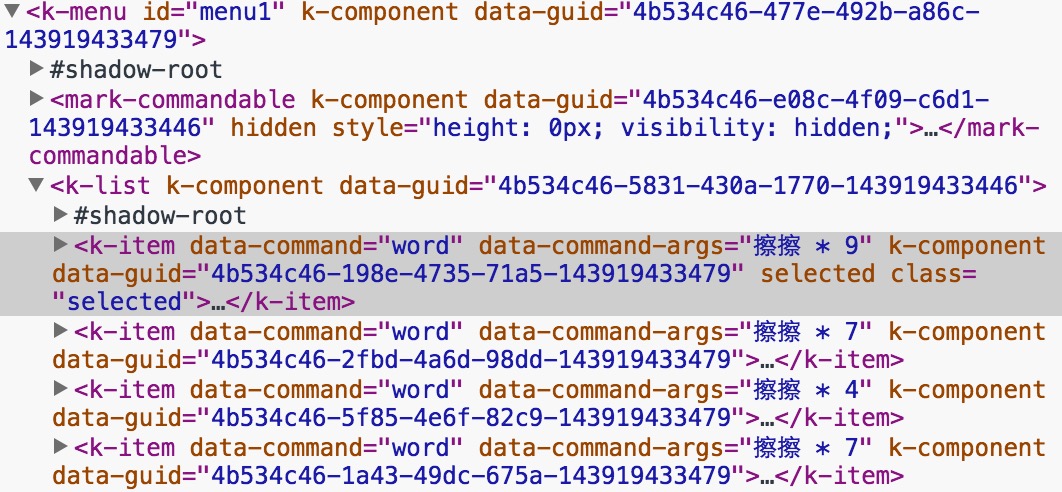 <k-menu id="menu1" k-component data-guid="4b534c46-477e-492b-a86c-
143919433479">
#shadow-root
<mark-commandable k-component data-guid="4b534c46-e08c-4f09-c6d1-
143919433446" hidden style="height: 0px; visibility: hidden;">…</mark-
commandable>
<k-list k-component data-guid="4b534c46-5831-430a-1770-143919433446">
#shadow-root
<k-item data-command="word" data-command-args="擦擦 * 9" k-component
data-guid="4b534c46-198e-4735-71a5-143919433479" selected class=
"selected">…</k-item>
<k-item data-command="word" data-command-args="擦擦 * 7" k-component
data-guid="4b534c46-2fbd-4a6d-98dd-143919433479">…</k-item>
<k-item data-command="word" data-command-args="擦擦 * 4" k-component
data-guid="4b534c46-5f85-4e6f-82c9-143919433479">…</k-item>
<k-item data-command="word" data-command-args="擦擦 * 7" k-component
data-guid="4b534c46-1a43-49dc-675a-143919433479">…</k-item>